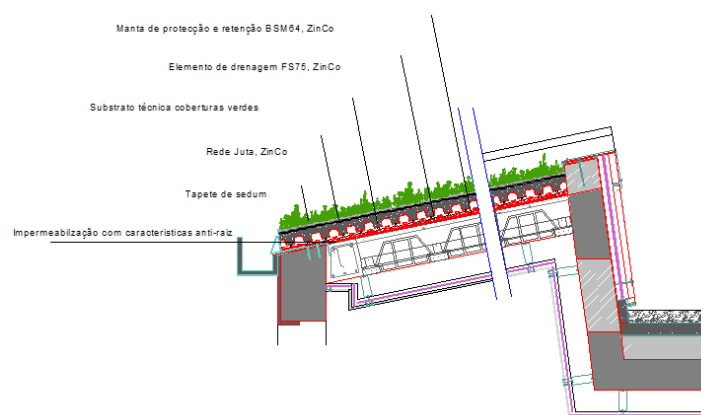 Manta de protecção e retenção BSM64, ZinCo
Elemento de drenagem FS75, ZinCo
Substrato técnica coberturas verdes
Rede Juta, ZinCo
Tapete de sedum
Impermeabilzação com caracteristicas anti-raiz